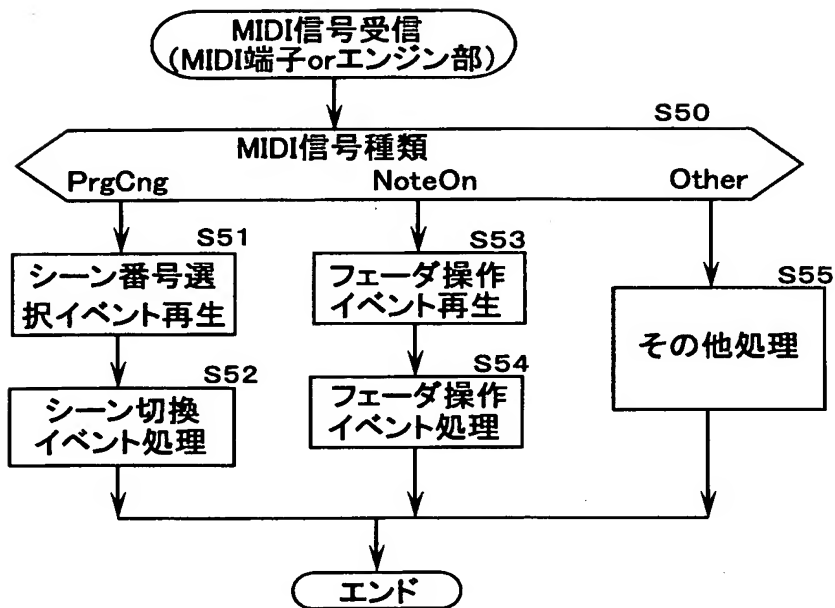 MIDI信号受信
(MIDI端子orエンジン部)
S50
MIDI信号種類
PrgCng
NoteOn
Other
S51
シーン番号選
択イベント再生
S52
シーン切換
イベント処理
S53
フェーダ操作
イベント再生
S54
フェーダ操作
イベント処理
S55
その他処理
エンド